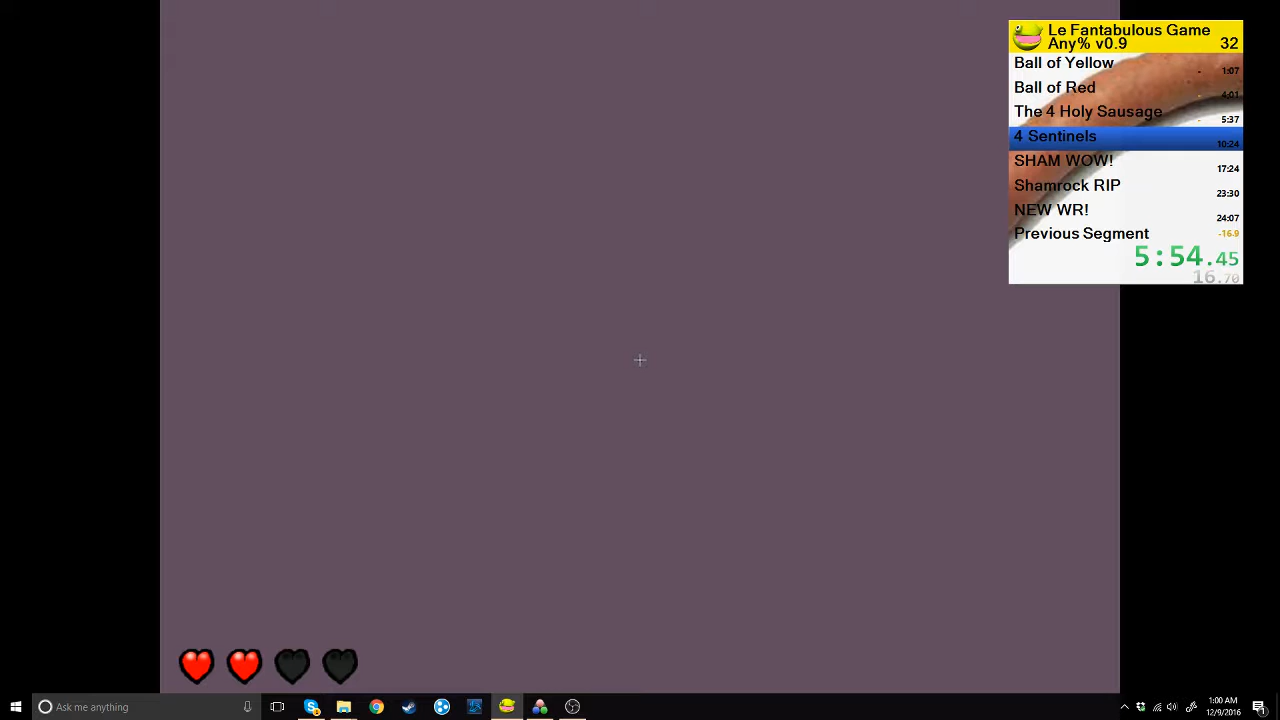 Le Fantabulous Game
Any% v0.9 32
Ball of Yellow - 1:07
Ball of Red - 4:01
The 4 Holy Sausage - 5:37
4 Sentinels 10:24
SHAM WOW! 17:24
Shamrock RIP 23:30
NEW WR! 24:07
Previous Segment -16.9
5:54.45
16.70
Ask me anything
1:00 AM
12/9/2016